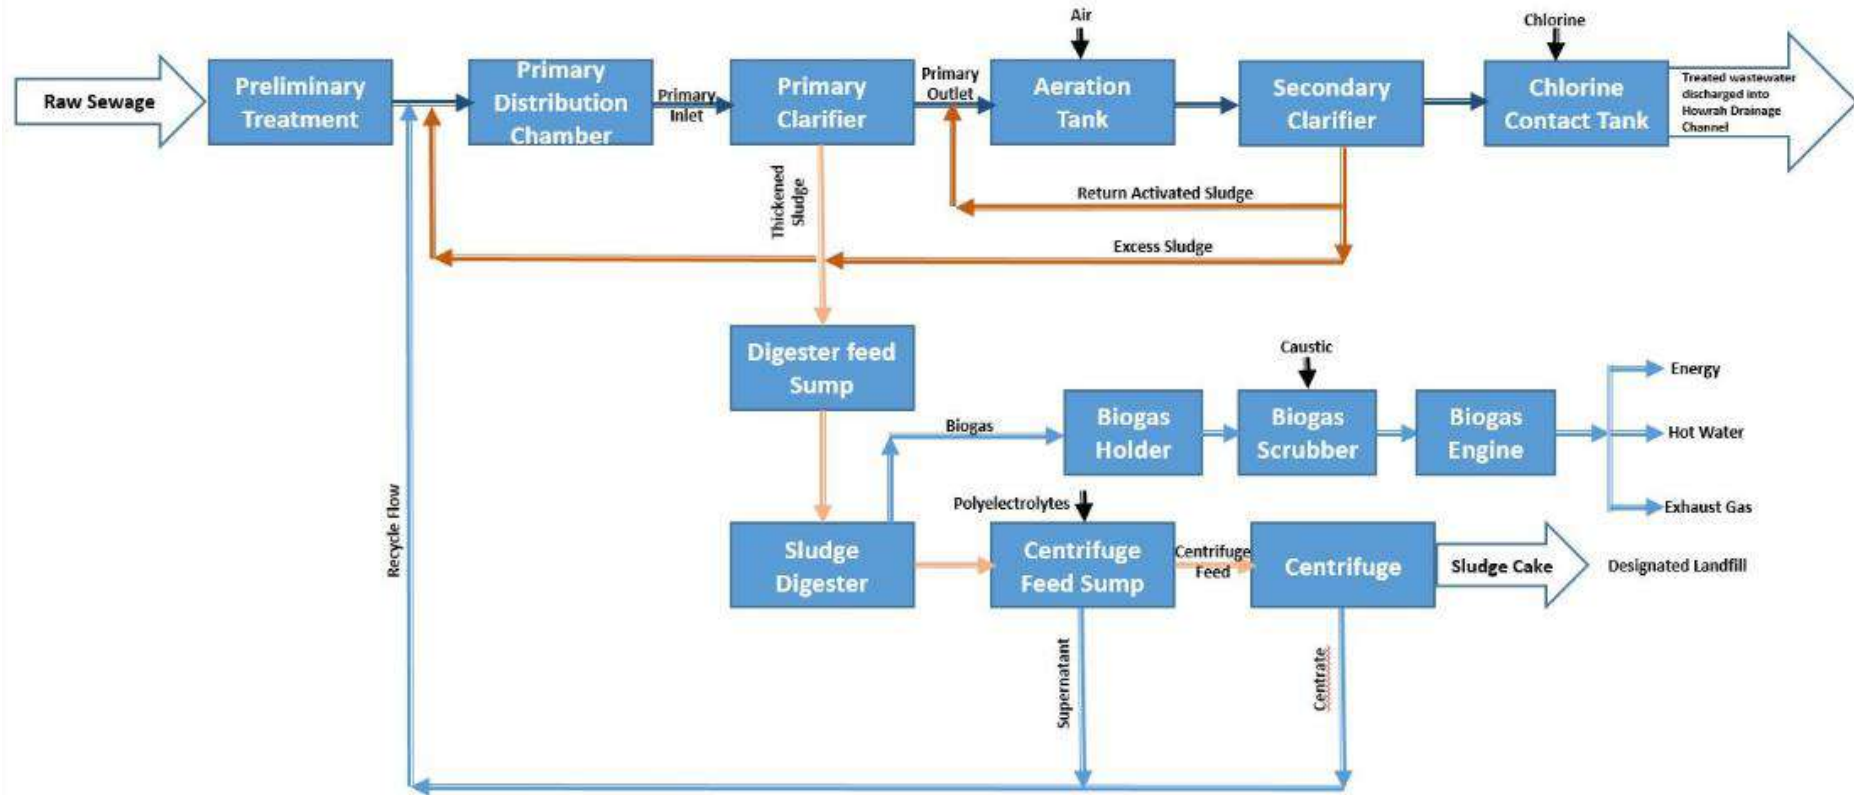 Air
Chlorine
Raw Sewage
Preliminary
Treatment
Primary
Distribution
Chamber
Primary
Inlet
Primary
Clarifier
Primary
Outlet
Aeration
Tank
Secondary
Clarifier
Chlorine
Contact Tank
Treated wastewater
discharged into
Howrah Drainage
Channel
Thickened
Sludge
Return Activated Sludge
Excess Sludge
Digester feed
Sump
Caustic
Biogas
Biogas
Holder
Biogas
Scrubber
Biogas
Engine
Energy
Hot Water
Exhaust Gas
Recycle Flow
Polyelectrolytes
Sludge
Digester
Centrifuge
Feed Sump
Centrifuge
Feed
Centrifuge
Sludge Cake
Designated Landfill
Supernatant
Centrate